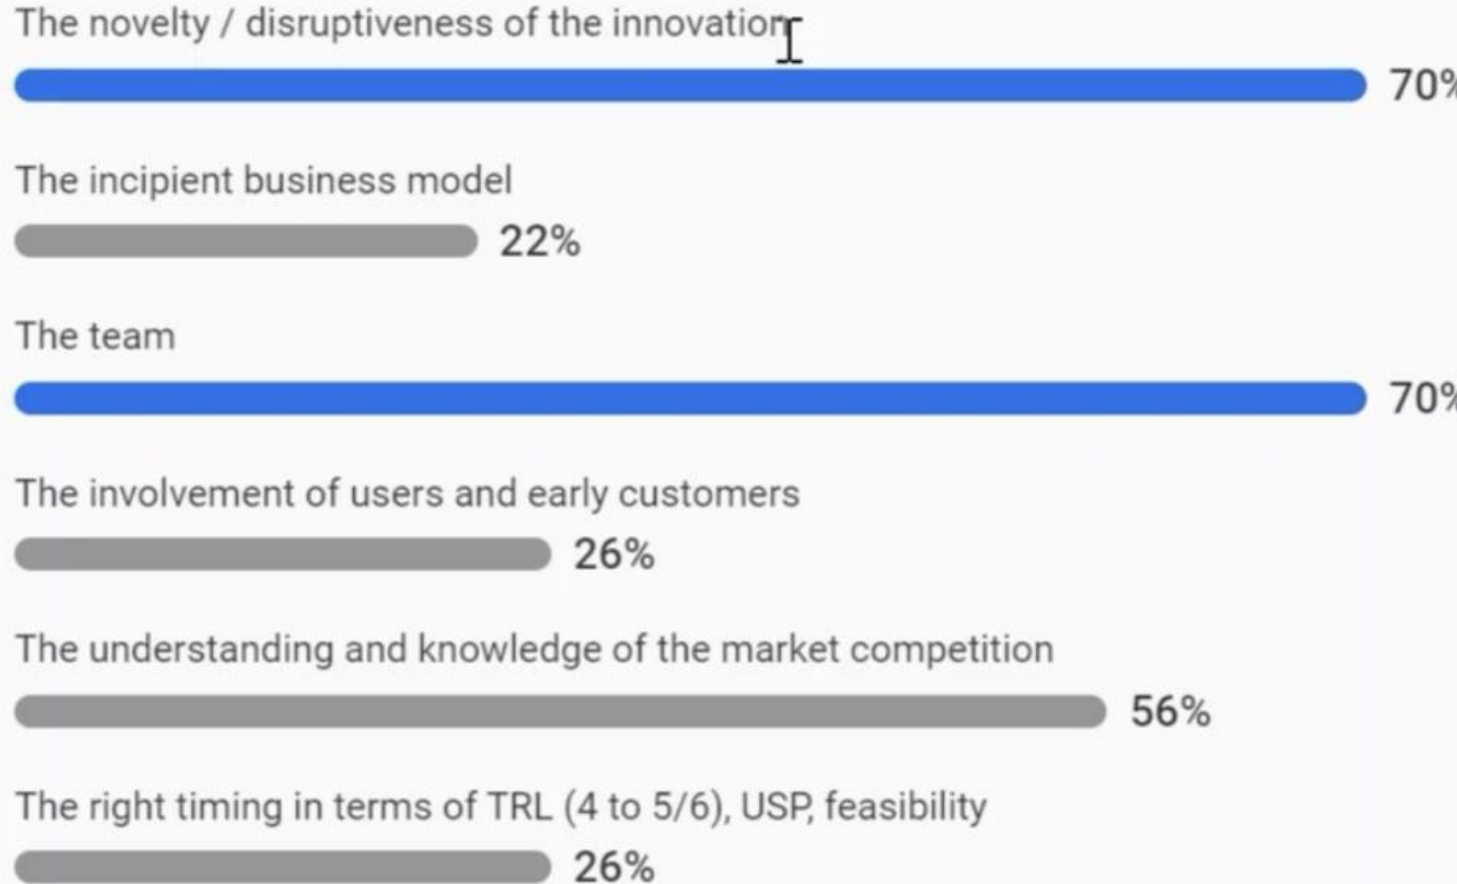 The novelty / disruptiveness of the innovation
70%
The incipient business model
22%
The team
70%
The involvement of users and early customers
26%
The understanding and knowledge of the market competition
56%
The right timing in terms of TRL (4 to 5/6), USP, feasibility
26%